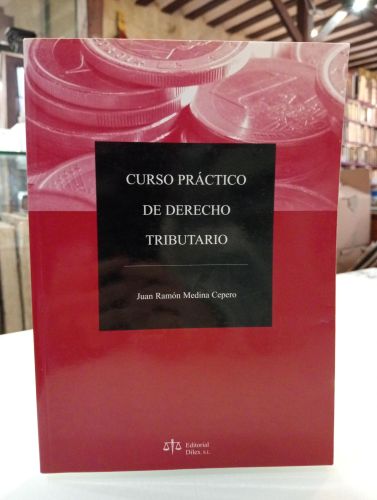 CURSO PRÁCTICO
DE DERECHO
TRIBUTARIO
Juan Ramón Medina Cepero
Editorial
Dilex, S.L.